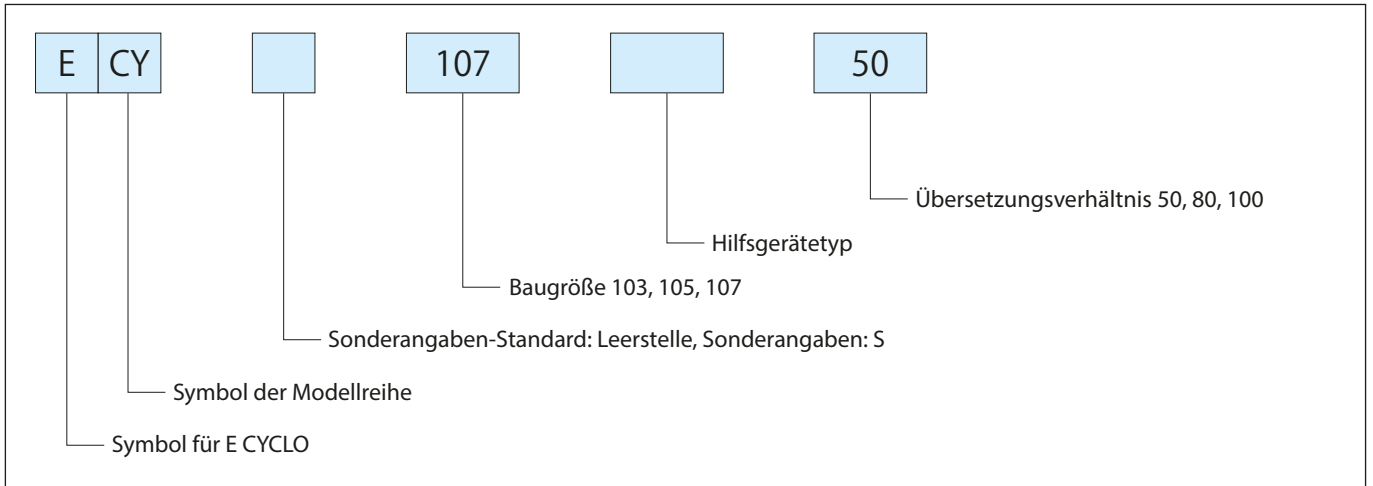 E CY 107 50
Übersetzungsverhältnis 50, 80, 100
Hilfsgerätetyp
Baugröße 103, 105, 107
Sonderangaben-Standard: Leerstelle, Sonderangaben: S
Symbol der Modellreihe
Symbol für E CYCLO